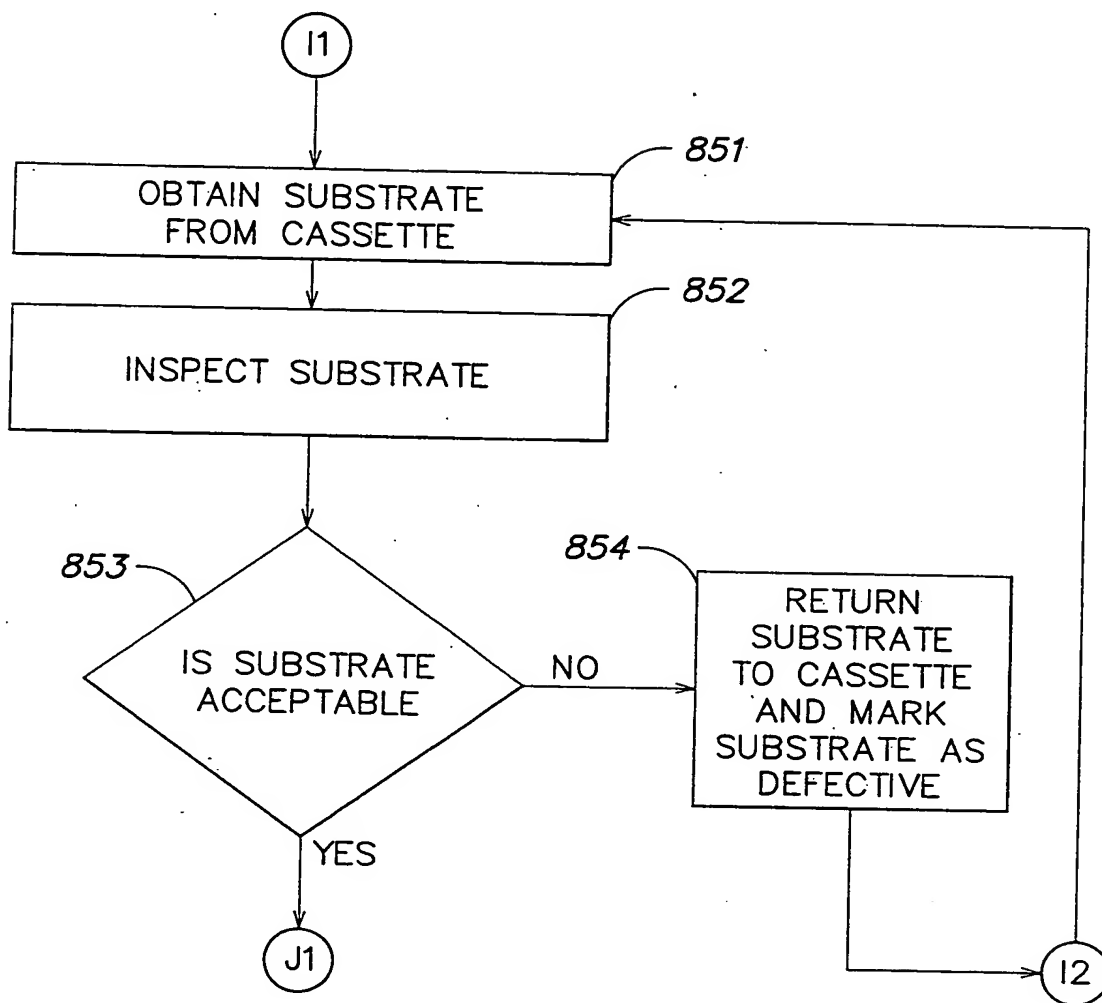 I1
851
OBTAIN SUBSTRATE
FROM CASSETTE
852
INSPECT SUBSTRATE
853
IS SUBSTRATE
ACCEPTABLE
NO
854
RETURN
SUBSTRATE
TO CASSETTE
AND MARK
SUBSTRATE AS
DEFECTIVE
YES
J1
I2